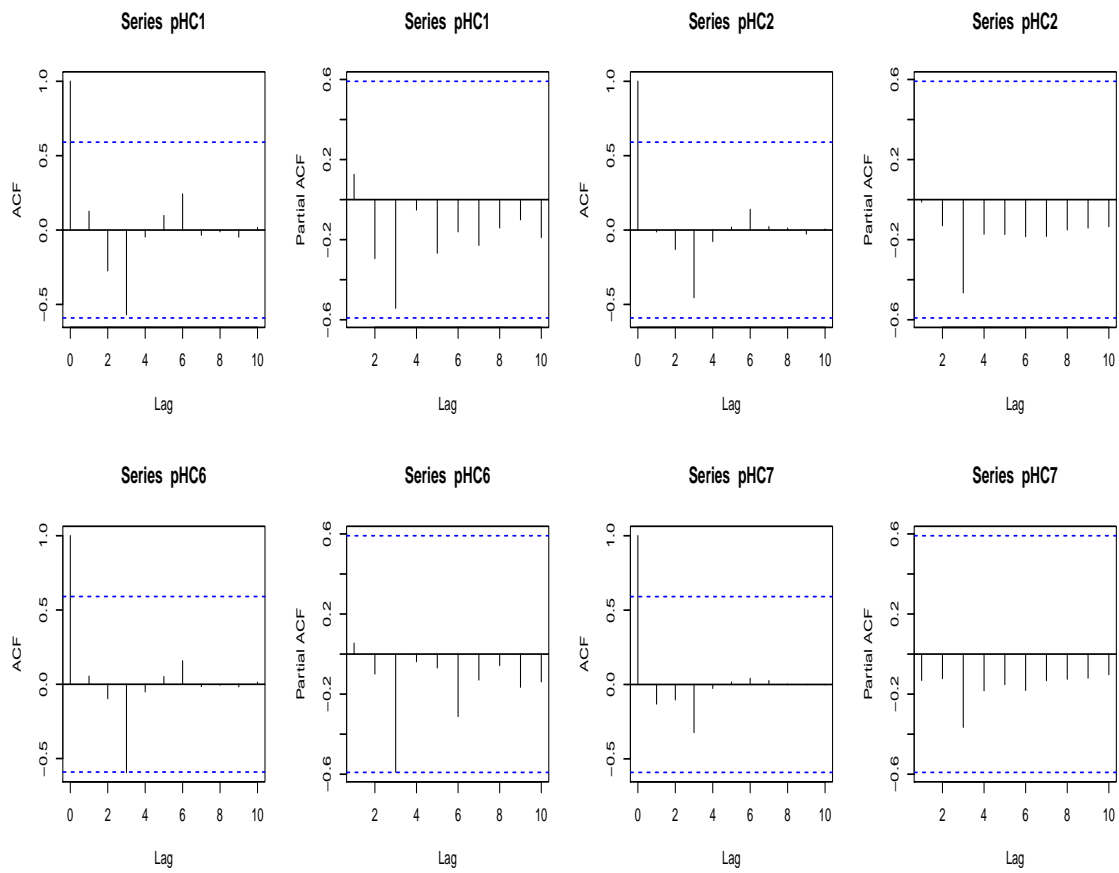 Series pHC1
ACF
1.0
0.5
0.0
−0.5
0 2 4 6 8 10
Lag
Series pHC1
Partial ACF
0.6
0.2
−0.2
−0.6
2 4 6 8 10
Lag
Series pHC2
ACF
1.0
0.5
0.0
−0.5
0 2 4 6 8 10
Lag
Series pHC2
Partial ACF
0.6
0.2
−0.2
−0.6
2 4 6 8 10
Lag
Series pHC6
ACF
1.0
0.5
0.0
−0.5
0 2 4 6 8 10
Lag
Series pHC6
Partial ACF
0.6
0.2
−0.2
−0.6
2 4 6 8 10
Lag
Series pHC7
ACF
1.0
0.5
0.0
−0.5
0 2 4 6 8 10
Lag
Series pHC7
Partial ACF
0.6
0.2
−0.2
−0.6
2 4 6 8 10
Lag